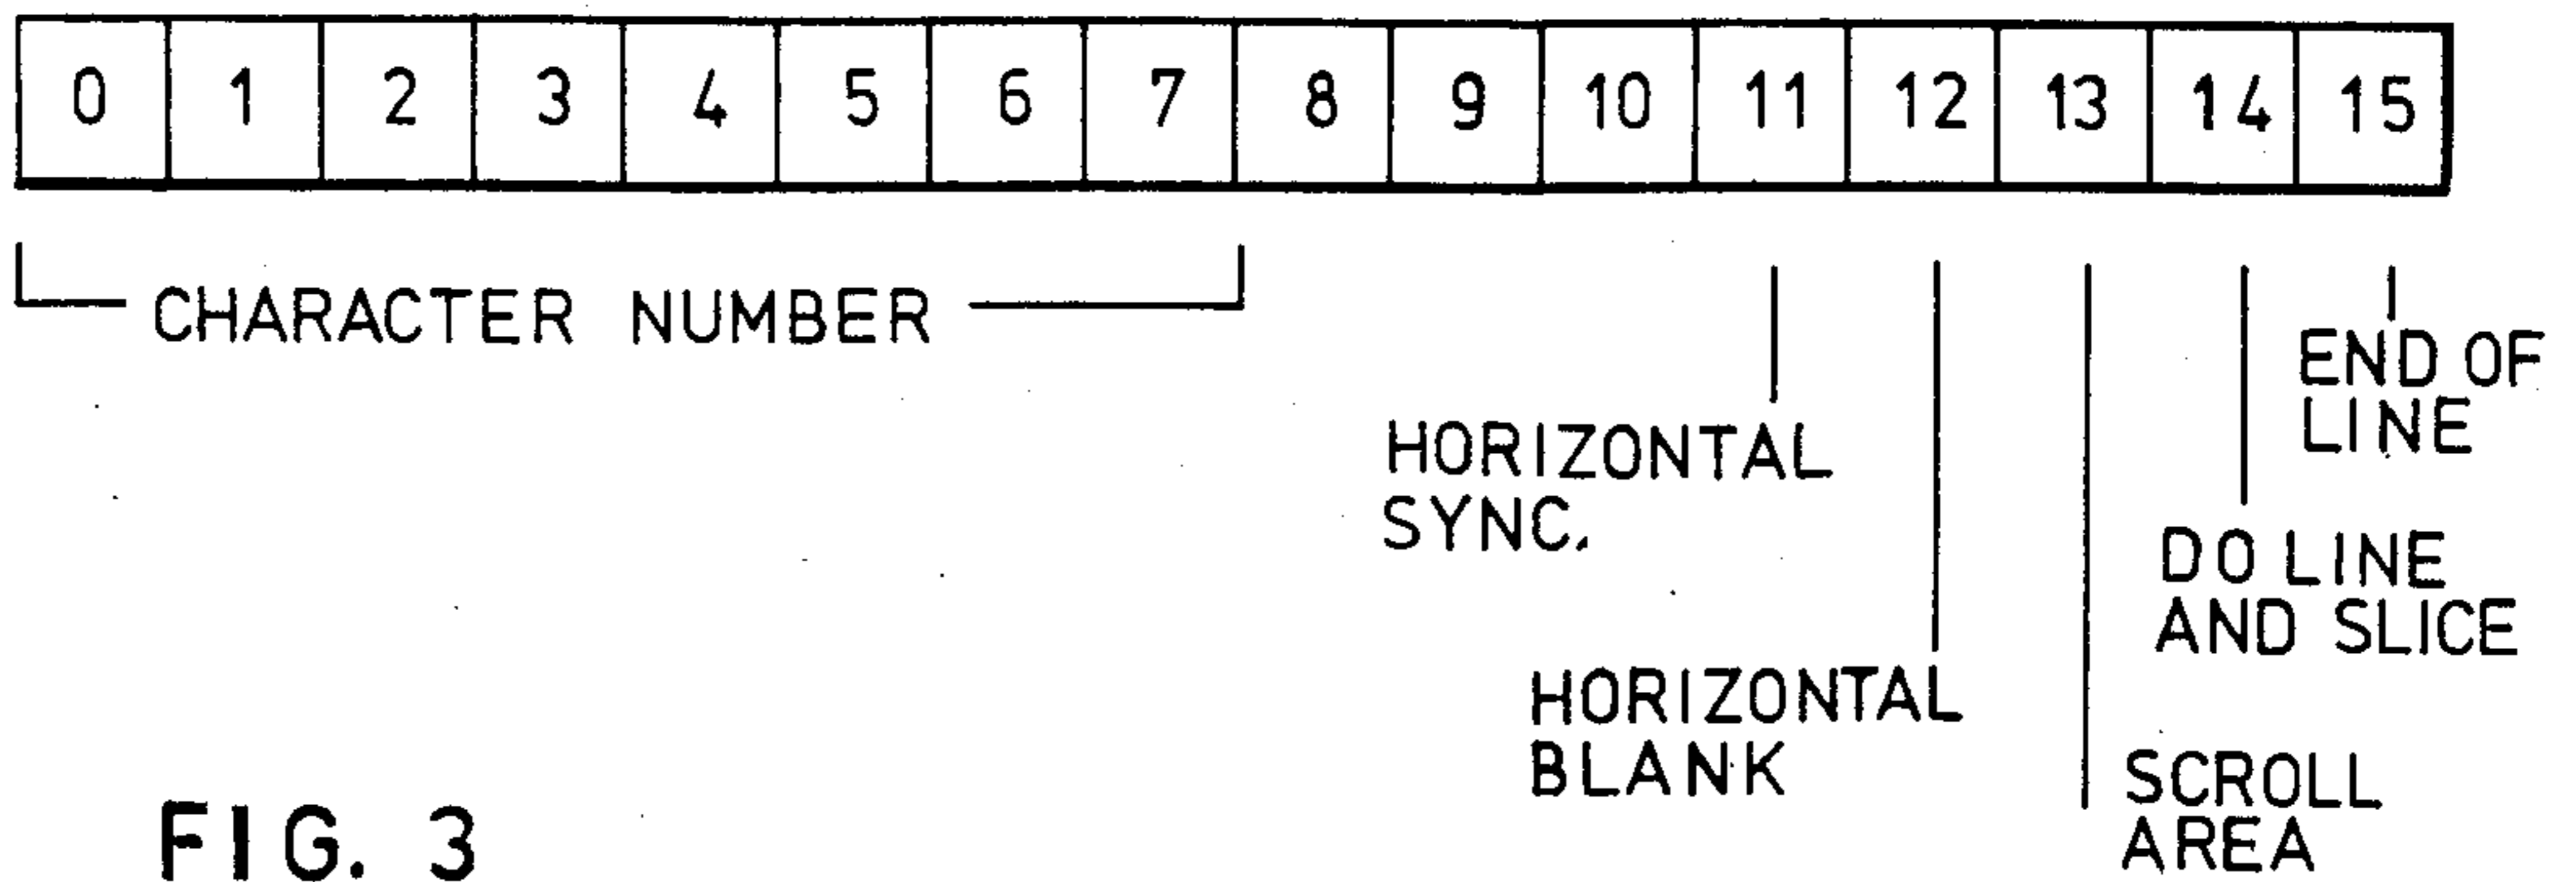 0 1 2 3 4 5 6 7 8 9 10 11 12 13 14 15
CHARACTER NUMBER
END OF
LINE
HORIZONTAL
SYNC.
DO LINE
AND SLICE
HORIZONTAL
BLANK
SCROLL
AREA
FIG. 3